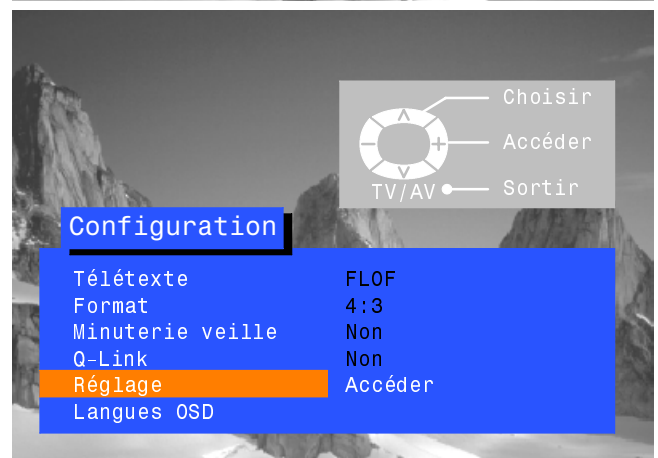 Choisir
Accéder
TV/AV Sortir
Configuration
Télétexte FLOF
Format 4:3
Minuterie veille Non
Q-Link Non
Réglage Accéder
Langues OSD